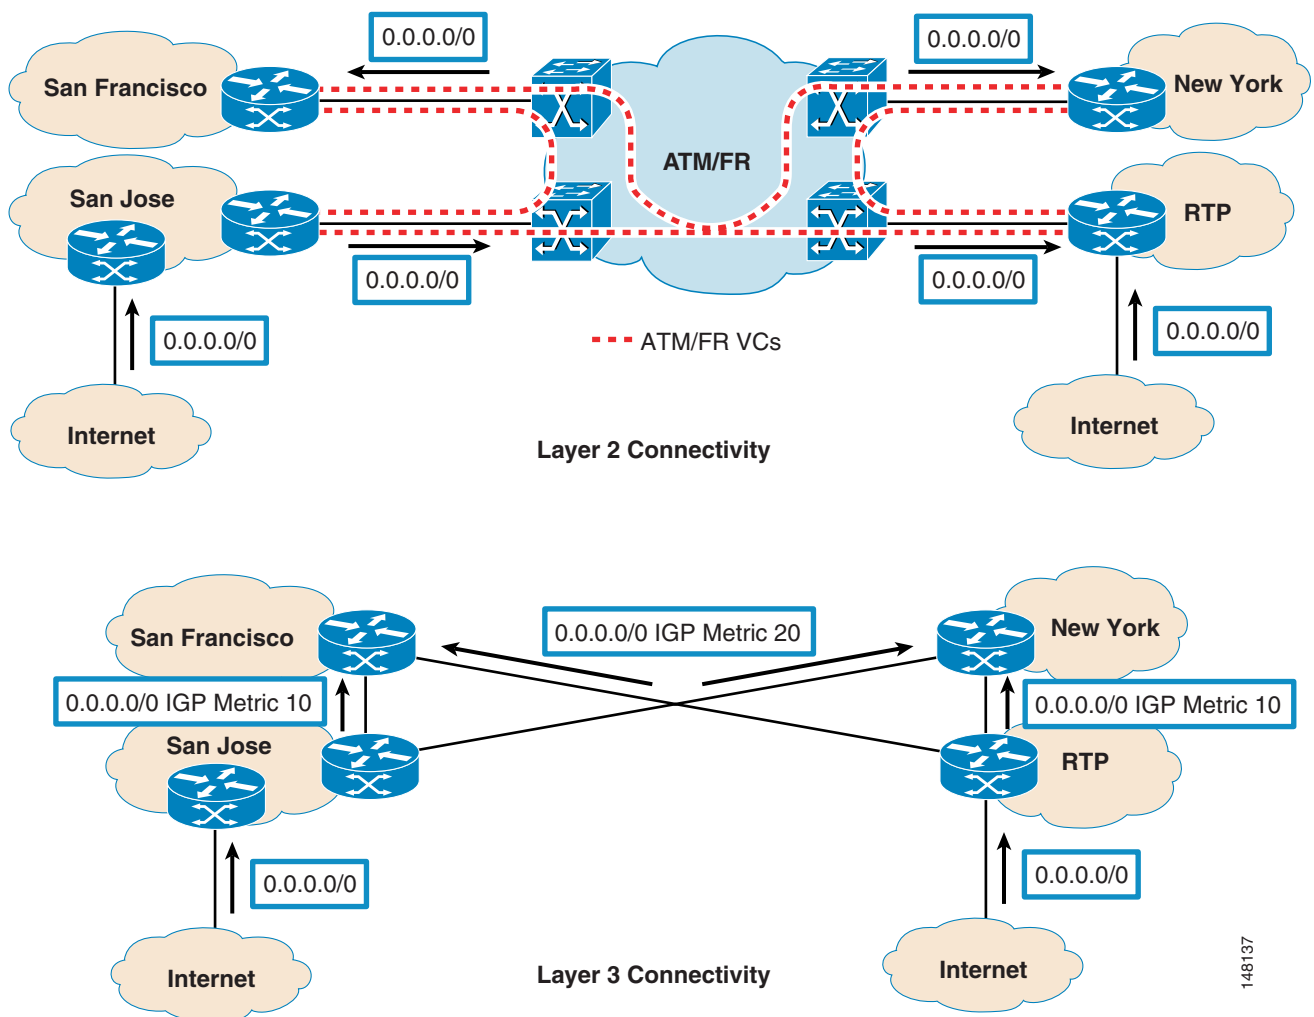 0.0.0.0/0
0.0.0.0/0
San Francisco
New York
ATM/FR
San Jose
RTP
0.0.0.0/0
0.0.0.0/0
0.0.0.0/0
0.0.0.0/0
ATM/FR VCs
Internet
Internet
Layer 2 Connectivity
San Francisco
0.0.0.0/0 IGP Metric 20
New York
0.0.0.0/0 IGP Metric 10
0.0.0.0/0 IGP Metric 10
San Jose
RTP
0.0.0.0/0
0.0.0.0/0
Internet
Layer 3 Connectivity
Internet
148137